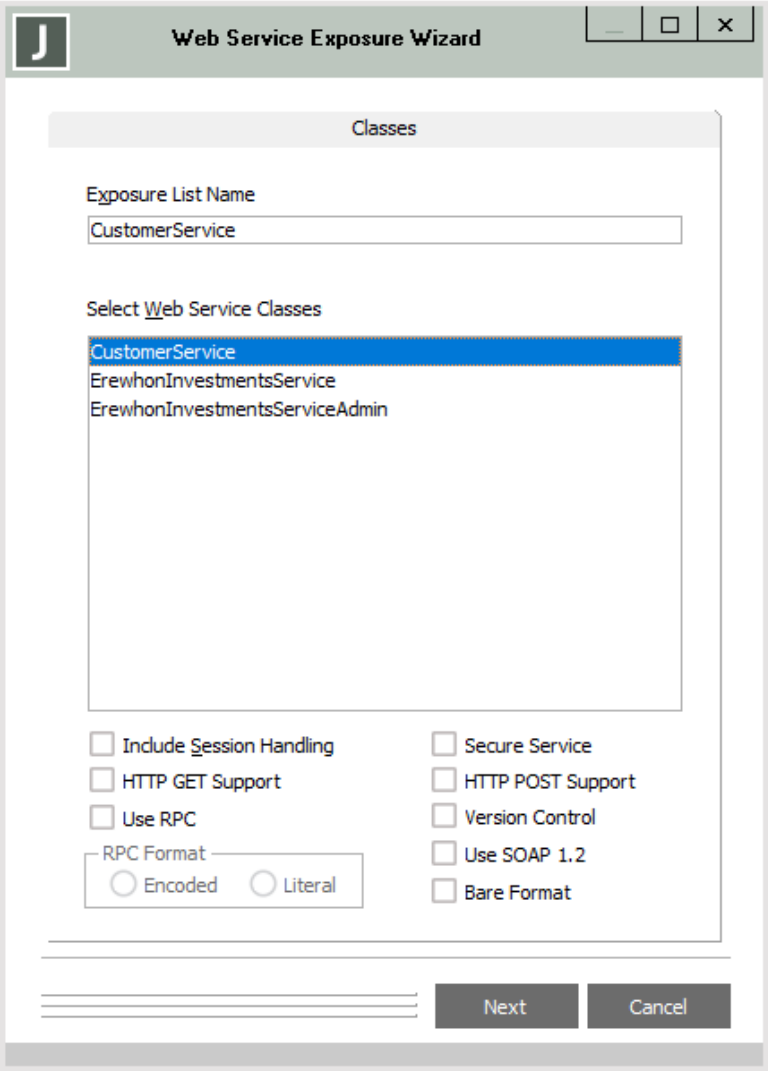 J
Web Service Exposure Wizard
Classes
Exposure List Name
CustomerService
Select Web Service Classes
CustomerService
ErewhonInvestmentsService
ErewhonInvestmentsServiceAdmin
Include Session Handling
Secure Service
HTTP GET Support
HTTP POST Support
Use RPC
Version Control
RPC Format
Use SOAP 1.2
Encoded
Literal
Bare Format
Next
Cancel